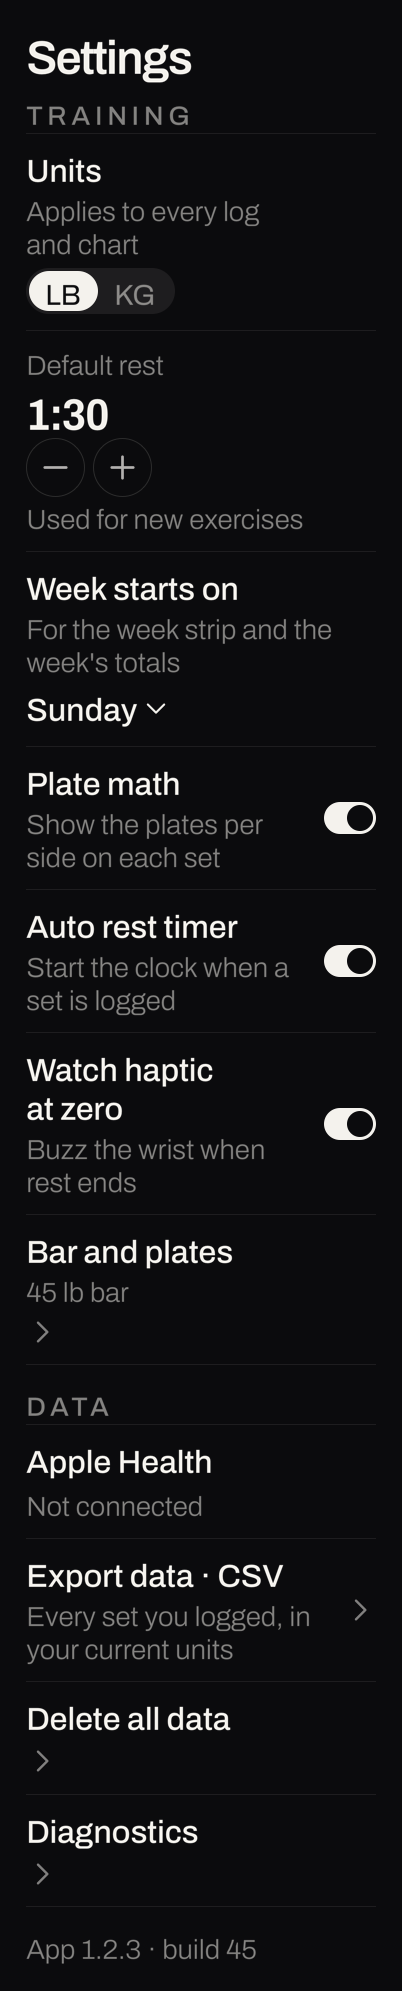 Settings
TRAINING
Units
Applies to every log
and chart
LB KG
Default rest
1:30
Used for new exercises
Week starts on
For the week strip and the
week's totals
Sunday
Plate math
Show the plates per
side on each set
Auto rest timer
Start the clock when a
set is logged
Watch haptic
at zero
Buzz the wrist when
rest ends
Bar and plates
45 lb bar
DATA
Apple Health
Not connected
Export data · CSV
Every set you logged, in
your current units
Delete all data
Diagnostics
App 1.2.3 · build 45